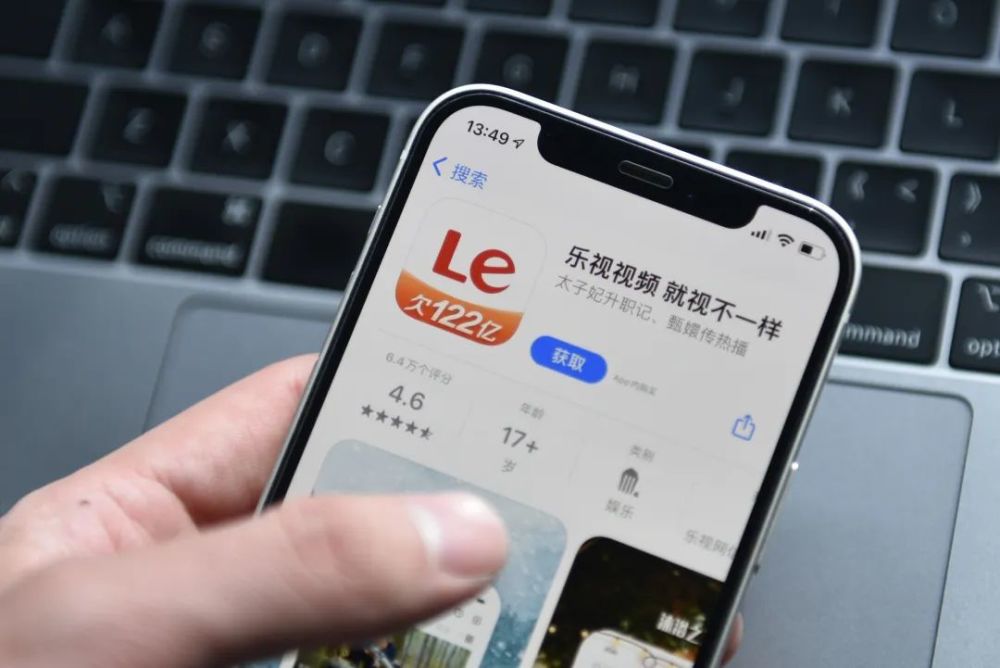 13:49
搜索
Le
欠122亿
乐视视频 就视不一样
太子妃升职记、甄嬛传热播
获取
App内购买
6.4万个评分
4.6
★★★★⯪
年龄
17+
岁
类别
娱乐
乐视网
沐浴之
option
command
command
opt
K
L